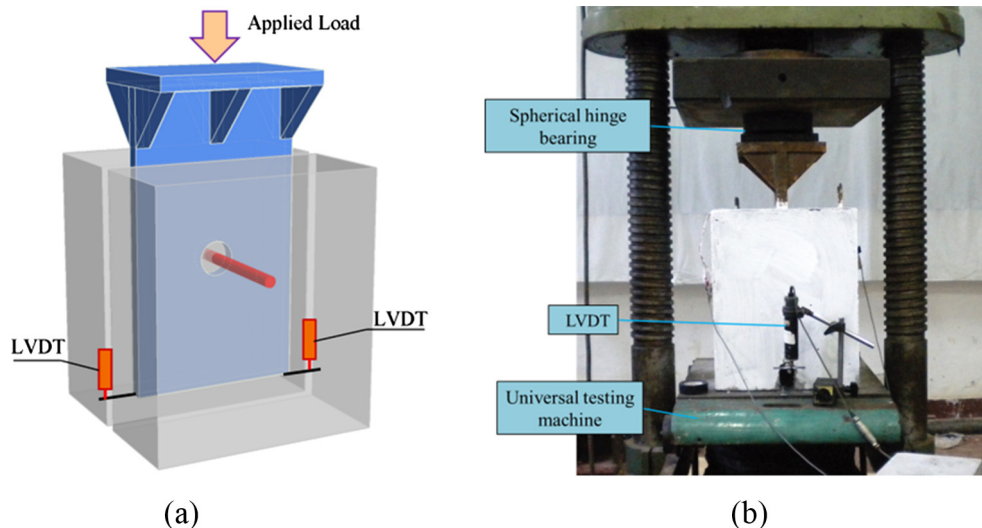 Applied Load
LVDT
LVDT
(a)
Spherical hinge
bearing
LVDT
Universal testing
machine
(b)